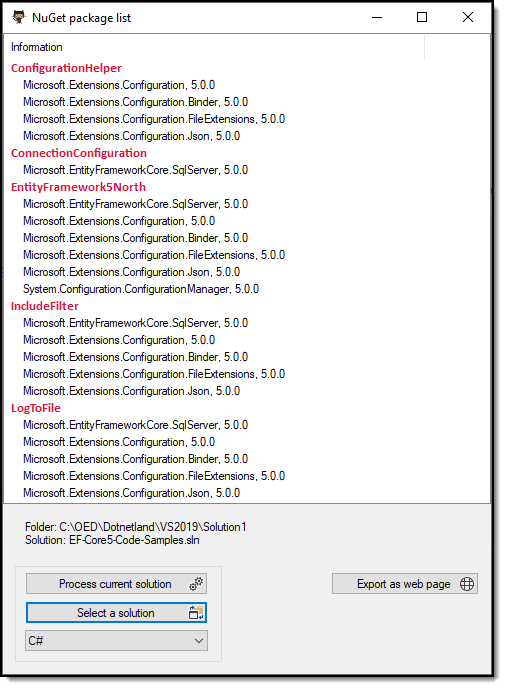 NuGet package list
Information
ConfigurationHelper
Microsoft.Extensions.Configuration, 5.0.0
Microsoft.Extensions.Configuration.Binder, 5.0.0
Microsoft.Extensions.Configuration.FileExtensions, 5.0.0
Microsoft.Extensions.Configuration.Json, 5.0.0
ConnectionConfiguration
Microsoft.EntityFrameworkCore.SqlServer, 5.0.0
EntityFramework5North
Microsoft.EntityFrameworkCore.SqlServer, 5.0.0
Microsoft.Extensions.Configuration, 5.0.0
Microsoft.Extensions.Configuration.Binder, 5.0.0
Microsoft.Extensions.Configuration.FileExtensions, 5.0.0
Microsoft.Extensions.Configuration.Json, 5.0.0
System.Configuration.ConfigurationManager, 5.0.0
IncludeFilter
Microsoft.EntityFrameworkCore.SqlServer, 5.0.0
Microsoft.Extensions.Configuration, 5.0.0
Microsoft.Extensions.Configuration.Binder, 5.0.0
Microsoft.Extensions.Configuration.FileExtensions, 5.0.0
Microsoft.Extensions.Configuration.Json, 5.0.0
LogToFile
Microsoft.EntityFrameworkCore.SqlServer, 5.0.0
Microsoft.Extensions.Configuration, 5.0.0
Microsoft.Extensions.Configuration.Binder, 5.0.0
Microsoft.Extensions.Configuration.FileExtensions, 5.0.0
Microsoft.Extensions.Configuration.Json, 5.0.0
Folder: C:\OED\Dotnetland\VS2019\Solution1
Solution: EF-Core5-Code-Samples.sln
Process current solution
Export as web page
Select a solution
C#